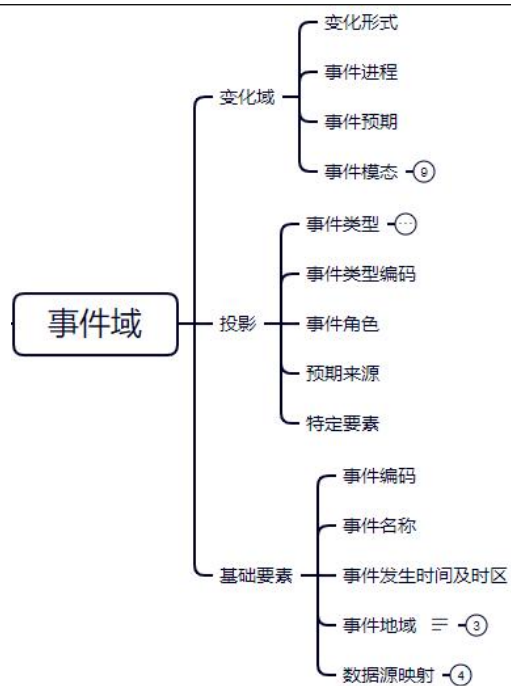 事件域
变化域
变化形式
事件进程
事件预期
事件模态 9
投影
事件类型 ...
事件类型编码
事件角色
预期来源
特定要素
基础要素
事件编码
事件名称
事件发生时间及时区
事件地域 3
数据源映射 4